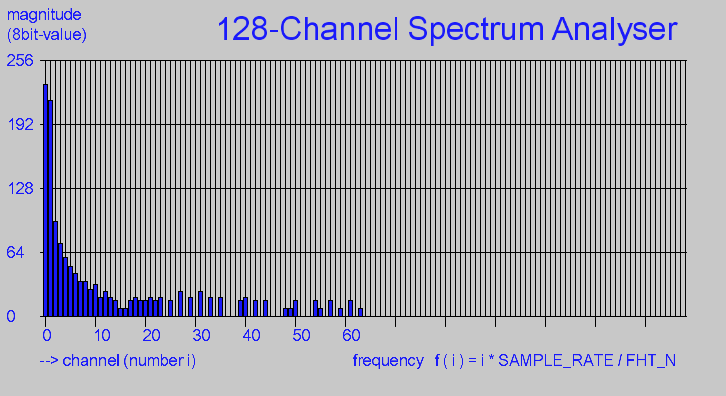 magnitude
(8bit-value)
128-Channel Spectrum Analyser
256
192
128
64
0
0 10 20 30 40 50 60
--> channel (number i)
frequency f ( i ) = i * SAMPLE_RATE / FHT_N